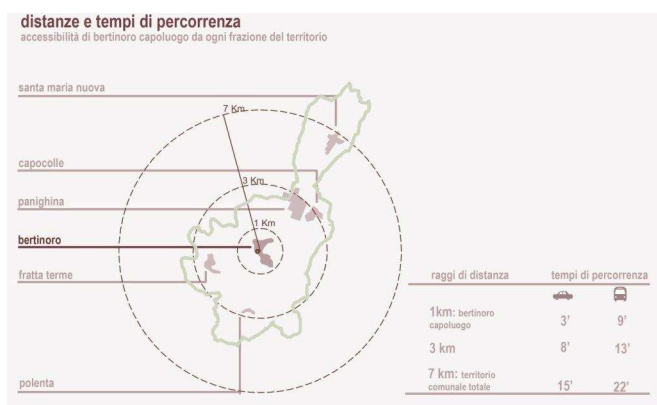 distanze e tempi di percorrenza
accessibilità di bertinoro capoluogo da ogni frazione del territorio
santa maria nuova
7 Km
capocolle
3 Km
panighina
1 Km
bertinoro
fratta terme
polenta
raggi di distanza tempi di percorrenza
1km: bertinoro
capoluogo 3' 9'
3 km 8' 13'
7 km: territorio
comunale totale 15' 22'